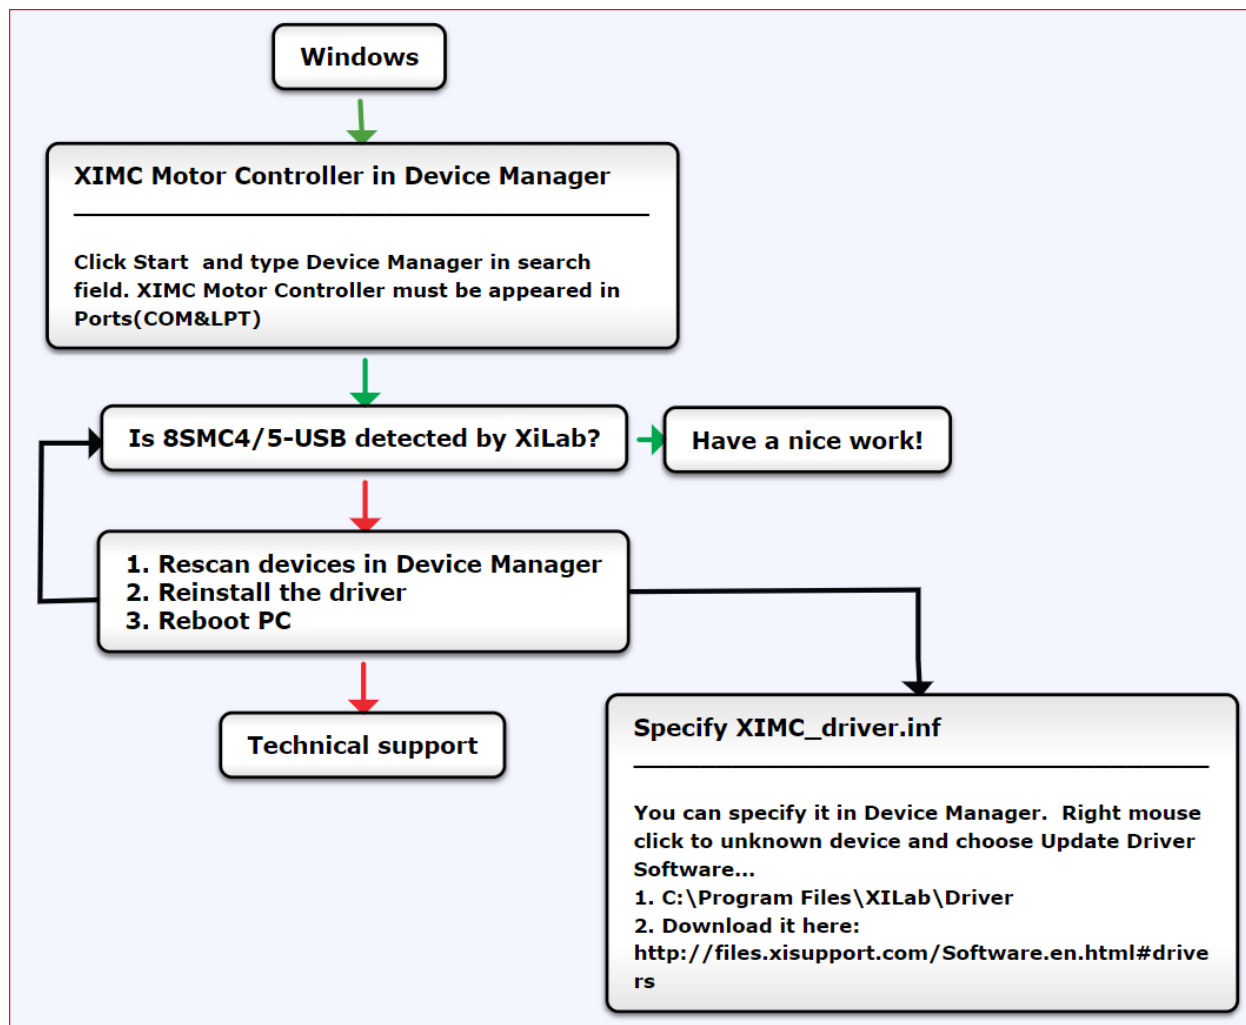 Windows
XIMC Motor Controller in Device Manager
Click Start  and type Device Manager in search
field. XIMC Motor Controller must be appeared in
Ports(COM&LPT)
Is 8SMC4/5-USB detected by XiLab?
Have a nice work!
1. Rescan devices in Device Manager
2. Reinstall the driver
3. Reboot PC
Technical support
Specify XIMC_driver.inf
You can specify it in Device Manager.  Right mouse
click to unknown device and choose Update Driver
Software...
1. C:\Program Files\XILab\Driver
2. Download it here:
http://files.xisupport.com/Software.en.html#drive
rs